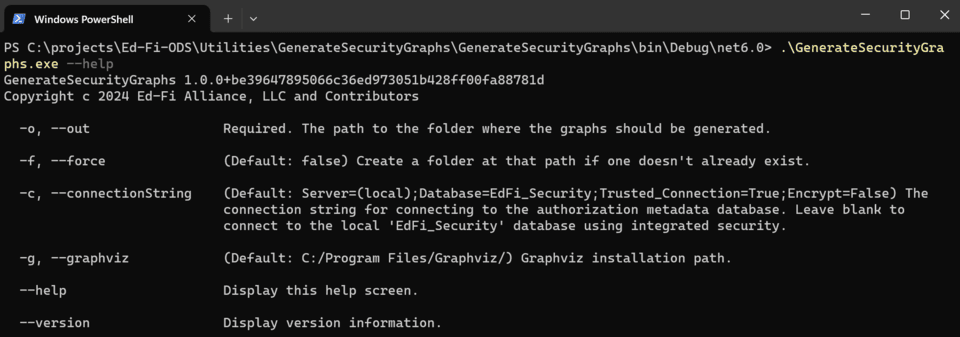 Windows PowerShell
PS C:\projects\Ed-Fi-ODS\Utilities\GenerateSecurityGraphs\GenerateSecurityGraphs\bin\Debug\net6.0> .\GenerateSecurityGra
phs.exe --help
GenerateSecurityGraphs 1.0.0+be39647895066c36ed973051b428ff00fa88781d
Copyright c 2024 Ed-Fi Alliance, LLC and Contributors
-o, --out Required. The path to the folder where the graphs should be generated.
-f, --force (Default: false) Create a folder at that path if one doesn't already exist.
-c, --connectionString (Default: Server=(local);Database=EdFi_Security;Trusted_Connection=True;Encrypt=False) The
connection string for connecting to the authorization metadata database. Leave blank to
connect to the local 'EdFi_Security' database using integrated security.
-g, --graphviz (Default: C:/Program Files/Graphviz/) Graphviz installation path.
--help Display this help screen.
--version Display version information.